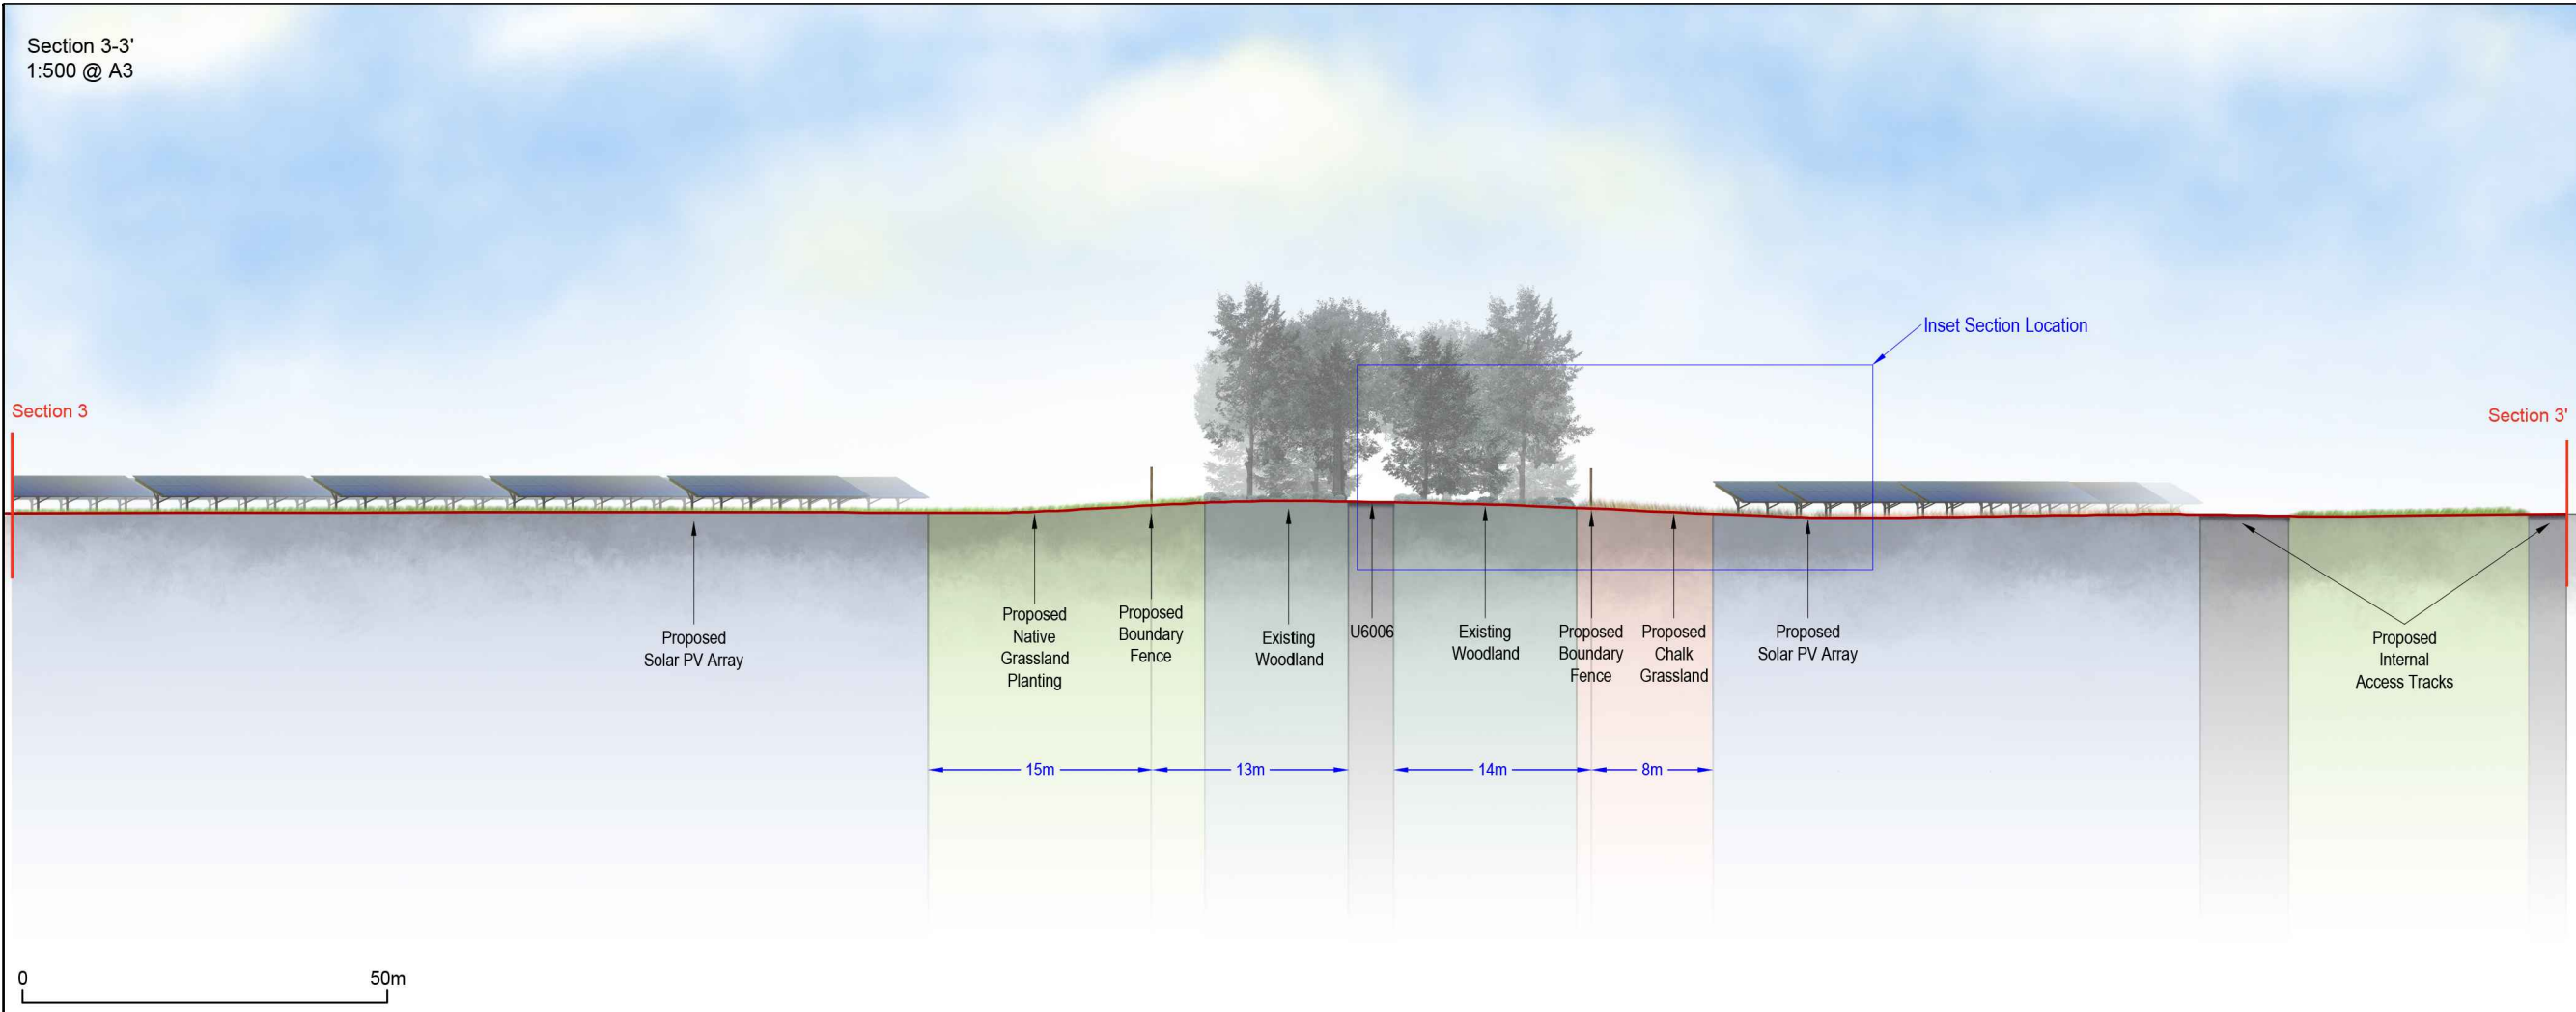 Section 3-3'
1:500 @ A3
Inset Section Location
Section 3
Section 3'
Proposed
Solar PV Array
Proposed
Native
Grassland
Planting
Proposed
Boundary
Fence
Existing
Woodland
U6006
Existing
Woodland
Proposed
Boundary
Fence
Proposed
Chalk
Grassland
Proposed
Solar PV Array
Proposed
Internal
Access Tracks
15m
13m
14m
8m
0
50m